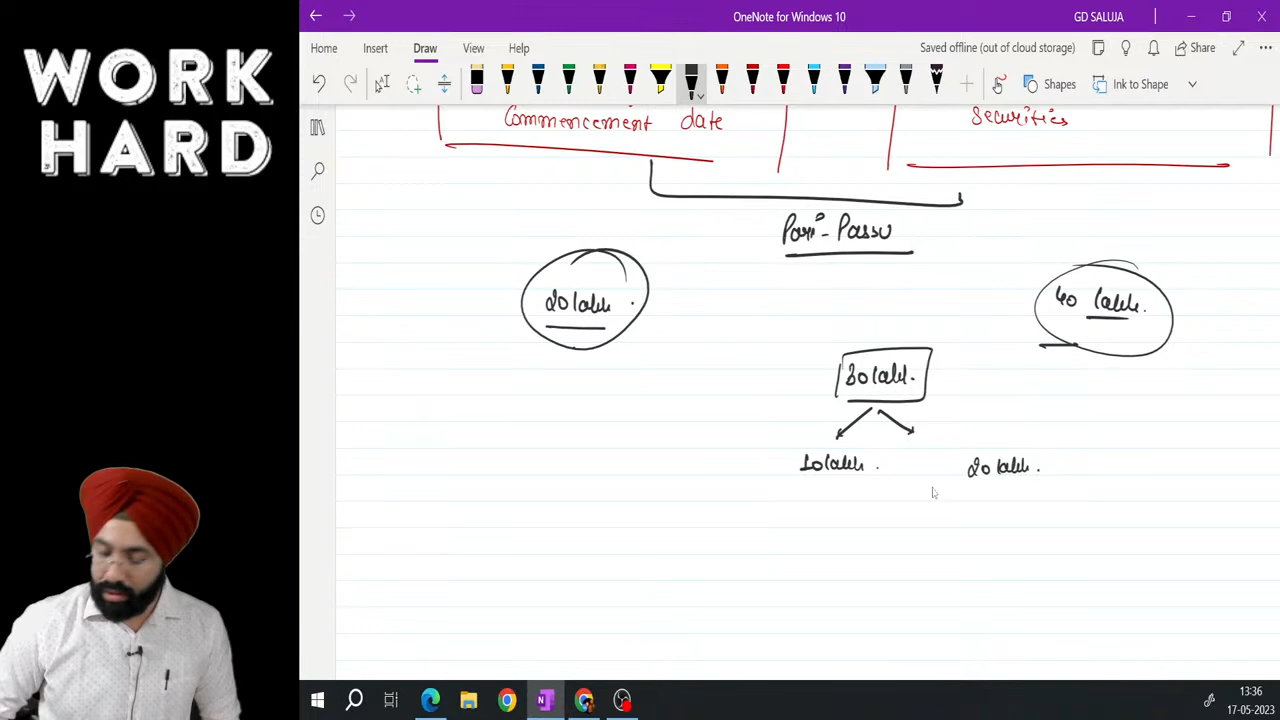 WORK
HARD
OneNote for Windows 10
GD SALUJA
Home Insert Draw View Help
Saved offline (out of cloud storage)
Share
Shapes
Ink to Shape
Commencement date
Securities
Pari-Passu
20 lakh.
40 lakh.
30 lakh.
10 lakh.
20 lakh.
13:36
17-05-2023